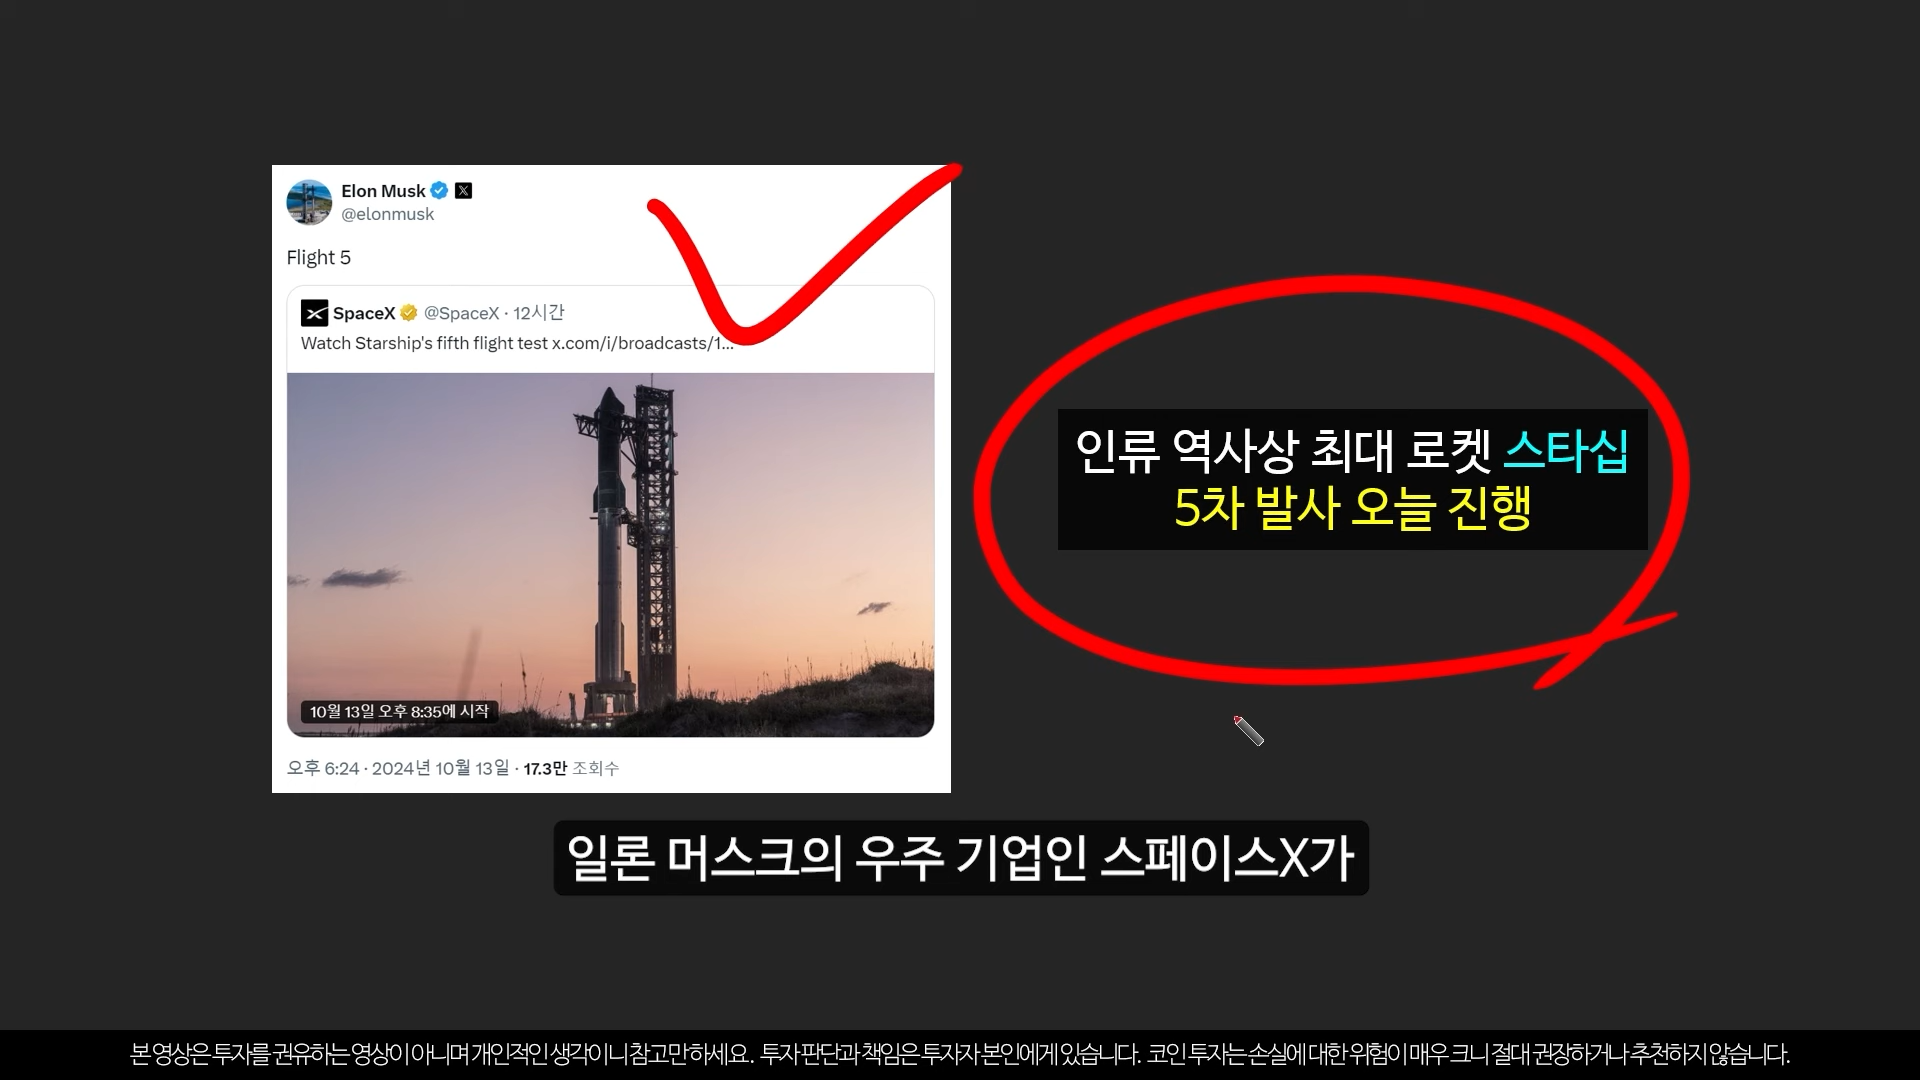 Elon Musk
@elonmusk
Flight 5
SpaceX @SpaceX · 12시간
Watch Starship's fifth flight test x.com/i/broadcasts/1...
10월 13일 오후 8:35에 시작
오후 6:24 · 2024년 10월 13일 · 17.3만 조회수
인류 역사상 최대 로켓 스타십
5차 발사 오늘 진행
일론 머스크의 우주 기업인 스페이스X가
본 영상은 투자를 권유하는 영상이 아니며 개인적인 생각이니 참고만 하세요. 투자 판단과 책임은 투자자 본인에게 있습니다. 코인 투자는 손실에 대한 위험이 매우 크니 절대 권장하거나 추천하지 않습니다.